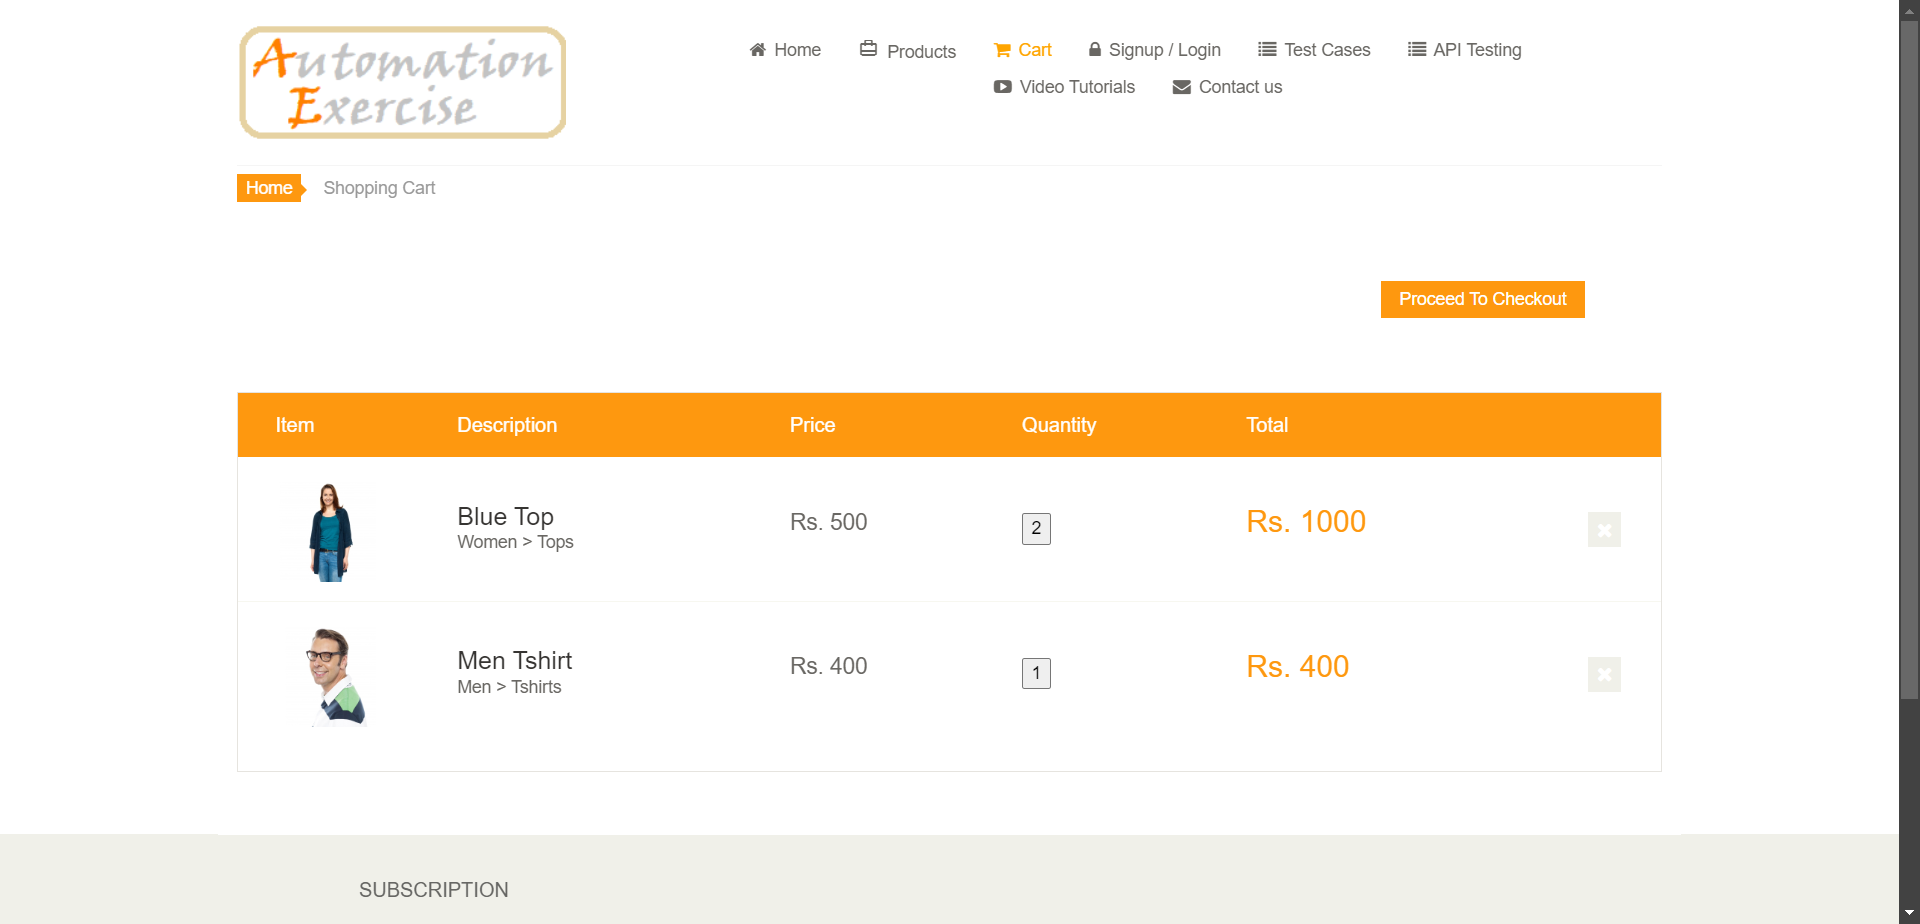 Automation
Exercise
Home Products Cart Signup / Login Test Cases API Testing
Video Tutorials Contact us
Home Shopping Cart
Proceed To Checkout
Item Description Price Quantity Total
Blue Top Rs. 500 2 Rs. 1000
Women > Tops
Men Tshirt Rs. 400 1 Rs. 400
Men > Tshirts
SUBSCRIPTION